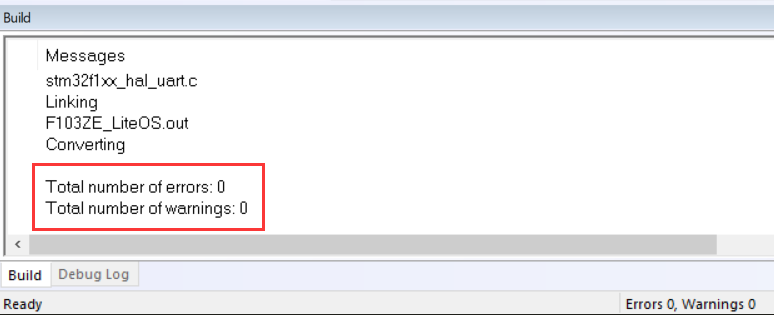 Build
Messages
stm32f1xx_hal_uart.c
Linking
F103ZE_LiteOS.out
Converting
Total number of errors: 0
Total number of warnings: 0
Build
Debug Log
Ready
Errors 0, Warnings 0